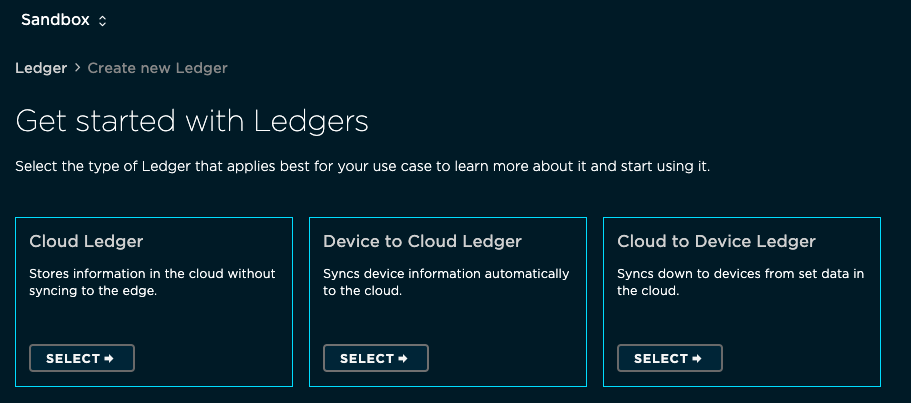 Sandbox
Ledger > Create new Ledger
Get started with Ledgers
Select the type of Ledger that applies best for your use case to learn more about it and start using it.
Cloud Ledger
Stores information in the cloud without
syncing to the edge.
SELECT
Device to Cloud Ledger
Syncs device information automatically
to the cloud.
SELECT
Cloud to Device Ledger
Syncs down to devices from set data in
the cloud.
SELECT